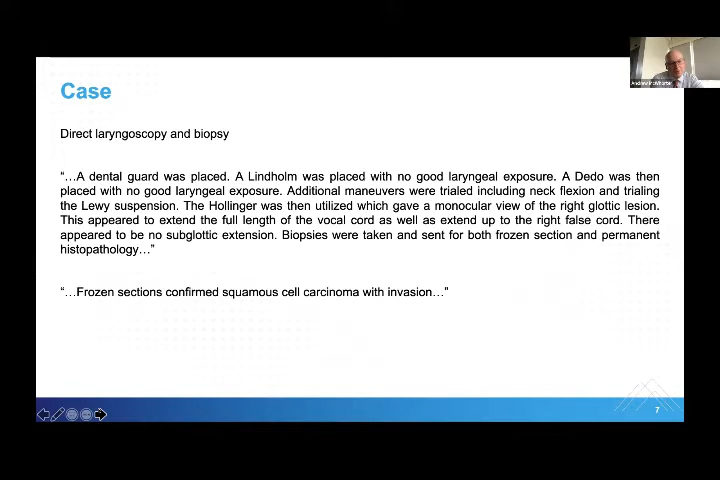 Case
Direct laryngoscopy and biopsy
“…A dental guard was placed. A Lindholm was placed with no good laryngeal exposure. A Dedo was then
placed with no good laryngeal exposure. Additional maneuvers were trialed including neck flexion and trialing
the Lewy suspension. The Hollinger was then utilized which gave a monocular view of the right glottic lesion.
This appeared to extend the full length of the vocal cord as well as extend up to the right false cord. There
appeared to be no subglottic extension. Biopsies were taken and sent for both frozen section and permanent
histopathology…”
“…Frozen sections confirmed squamous cell carcinoma with invasion…”
Andrew McWhorter
7